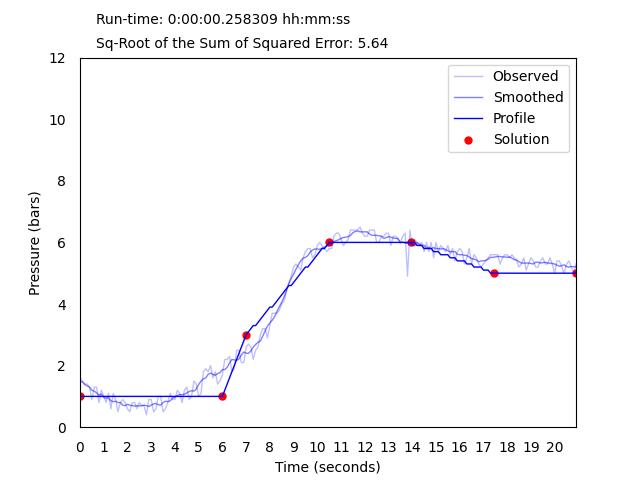 Run-time: 0:00:00.258309 hh:mm:ss
Sq-Root of the Sum of Squared Error: 5.64
12
10
8
6
4
2
0
Pressure (bars)
Observed
Smoothed
Profile
Solution
0 1 2 3 4 5 6 7 8 9 10 11 12 13 14 15 16 17 18 19 20
Time (seconds)